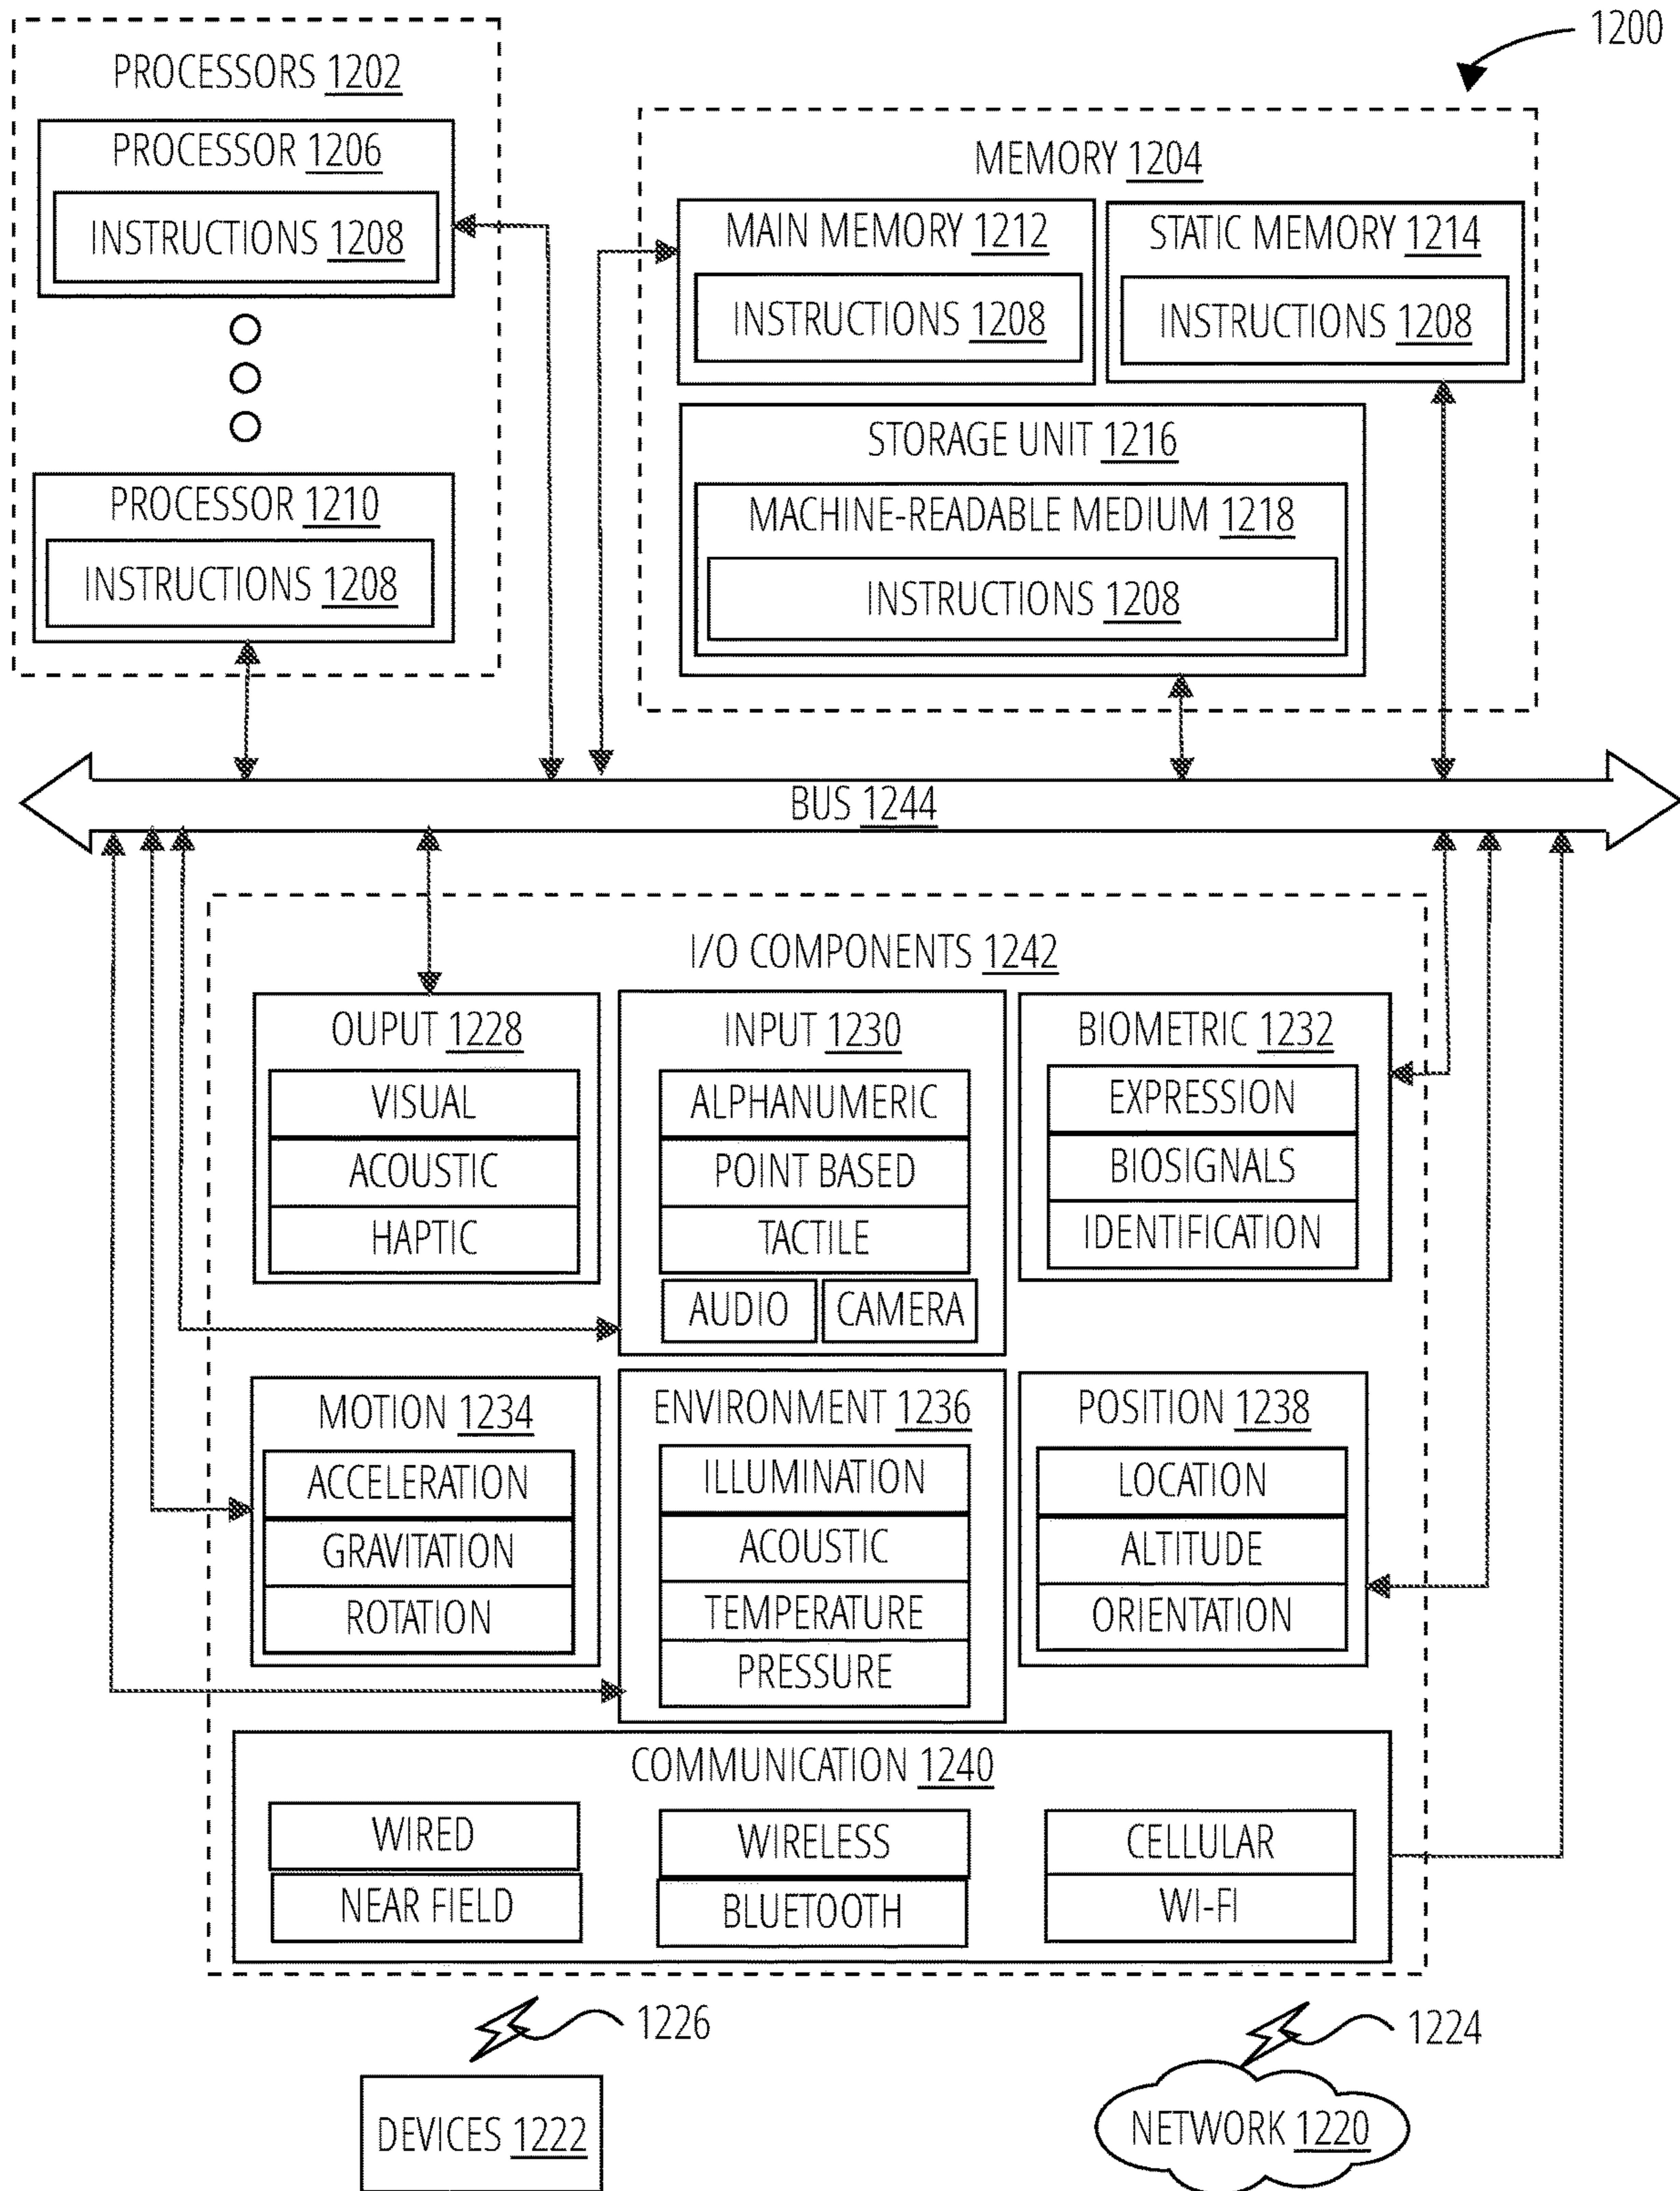 1200
PROCESSORS 1202
PROCESSOR 1206
INSTRUCTIONS 1208
PROCESSOR 1210
INSTRUCTIONS 1208
MEMORY 1204
MAIN MEMORY 1212
INSTRUCTIONS 1208
STATIC MEMORY 1214
INSTRUCTIONS 1208
STORAGE UNIT 1216
MACHINE-READABLE MEDIUM 1218
INSTRUCTIONS 1208
BUS 1244
I/O COMPONENTS 1242
OUPUT 1228
VISUAL
ACOUSTIC
HAPTIC
INPUT 1230
ALPHANUMERIC
POINT BASED
TACTILE
AUDIO
CAMERA
BIOMETRIC 1232
EXPRESSION
BIOSIGNALS
IDENTIFICATION
MOTION 1234
ACCELERATION
GRAVITATION
ROTATION
ENVIRONMENT 1236
ILLUMINATION
ACOUSTIC
TEMPERATURE
PRESSURE
POSITION 1238
LOCATION
ALTITUDE
ORIENTATION
COMMUNICATION 1240
WIRED
NEAR FIELD
WIRELESS
BLUETOOTH
CELLULAR
WI-FI
1226
1224
DEVICES 1222
NETWORK 1220